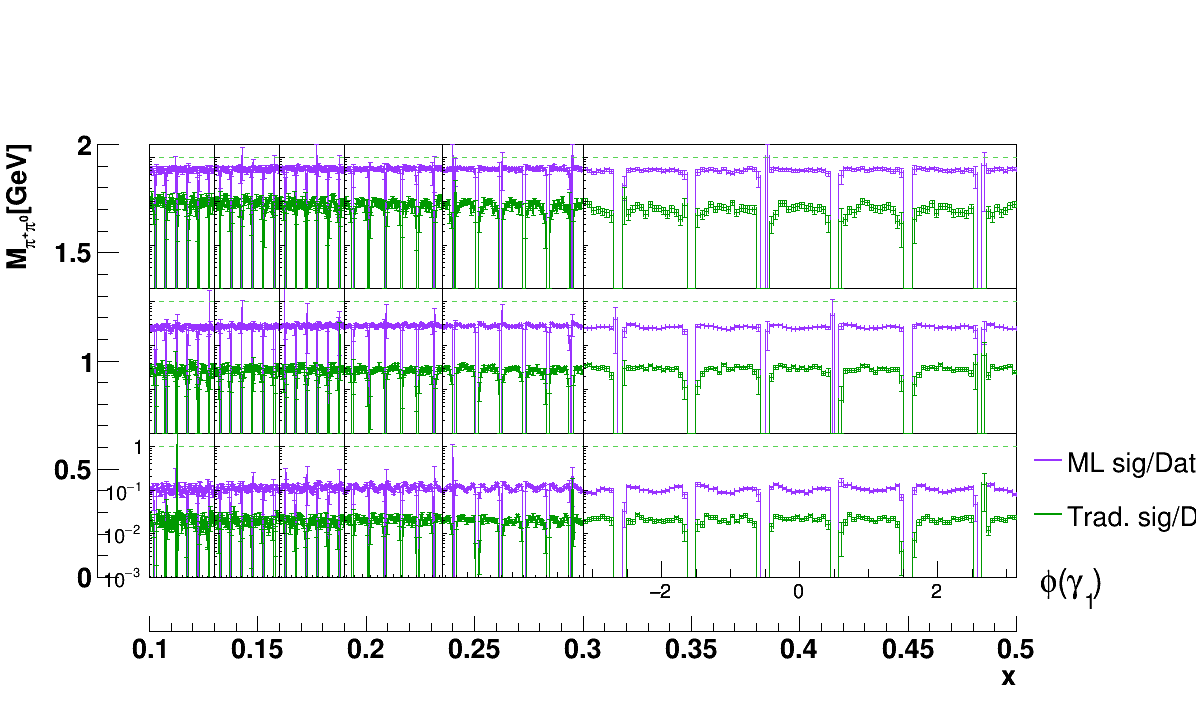 M π⁺π⁰ [GeV]
2
1.5
1
0.5
0
1
10⁻¹
10⁻²
10⁻³
ML sig/Dat
Trad. sig/D
−2 0 2
ϕ(γ₁)
0.1 0.15 0.2 0.25 0.3 0.35 0.4 0.45 0.5
x